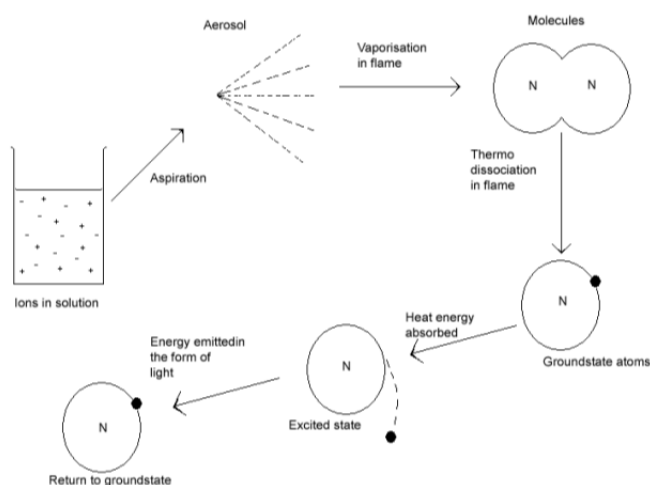 Molecules
Aerosol
Vaporisation
in flame
N
N
Thermo
dissociation
in flame
Aspiration
- + - +
- + - +
- + - -
+ - +
- -
+ - + +
Ions in solution
N
Groundstate atoms
Heat energy
absorbed
N
Excited state
Energy emittedin
the form of
light
N
Return to groundstate